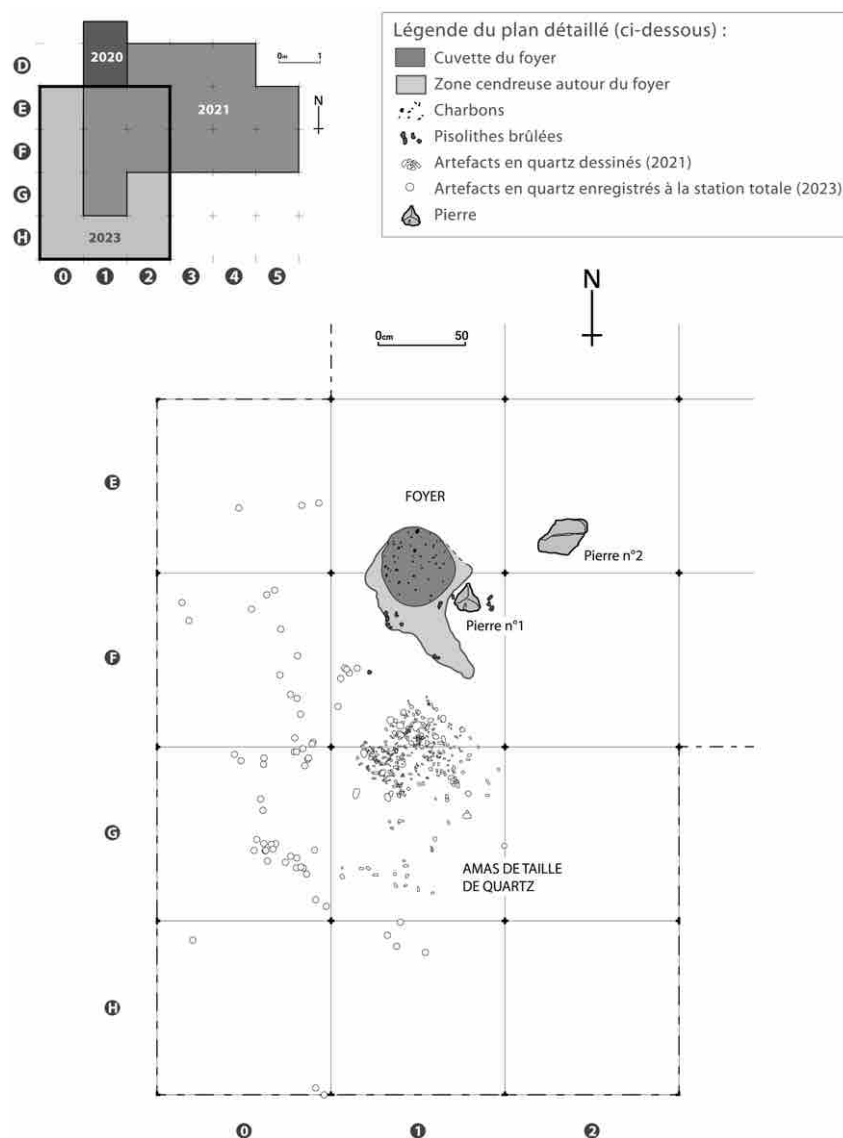 2020
2021
2023
0m 1
N
D
E
F
G
H
0 1 2 3 4 5
Légende du plan détaillé (ci-dessous) :
Cuvette du foyer
Zone cendreuse autour du foyer
Charbons
Pisolithes brûlées
Artefacts en quartz dessinés (2021)
Artefacts en quartz enregistrés à la station totale (2023)
Pierre
N
0cm 50
E
FOYER
Pierre n°2
Pierre n°1
F
G
AMAS DE TAILLE
DE QUARTZ
H
0 1 2